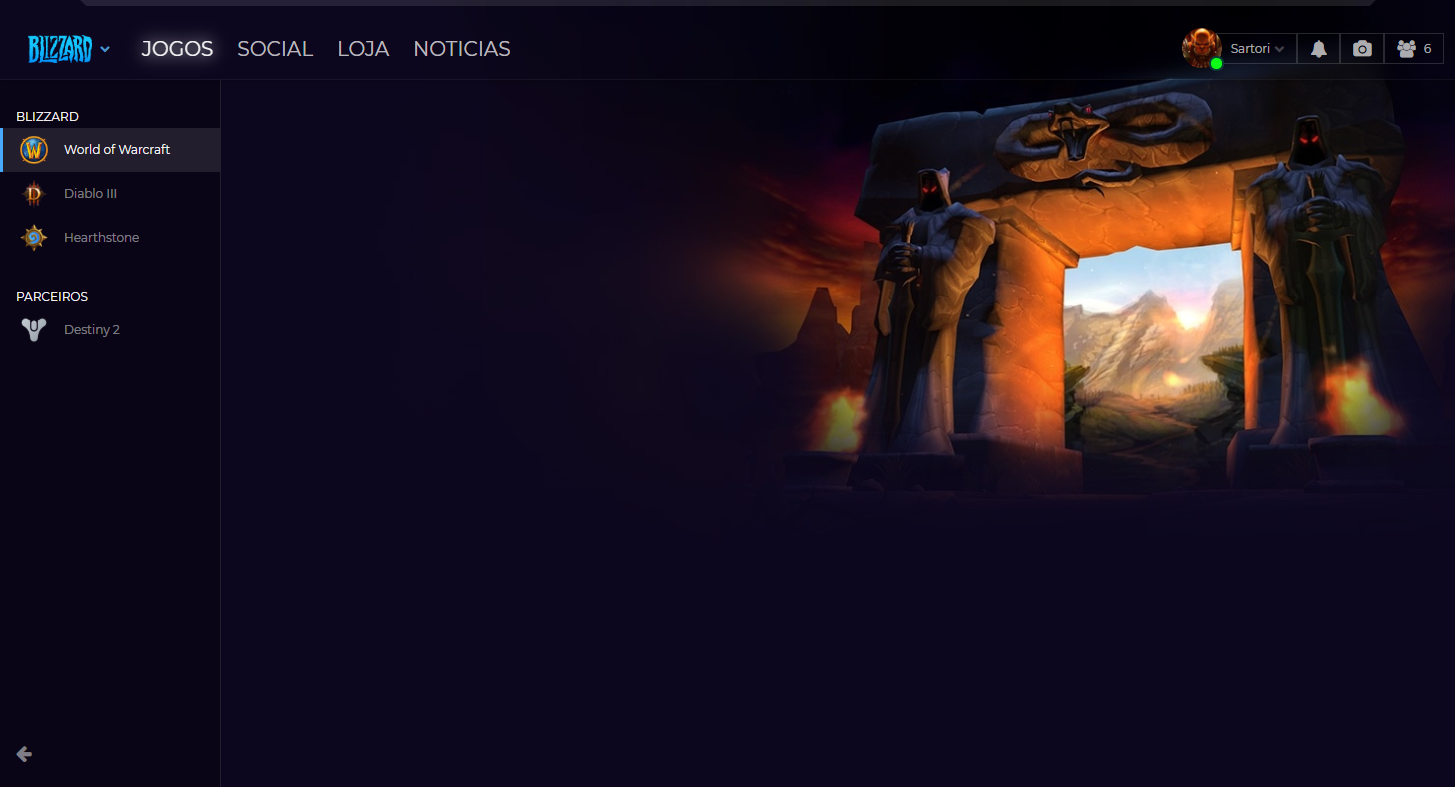 BLIZZARD
JOGOS SOCIAL LOJA NOTICIAS
Sartori
6
BLIZZARD
World of Warcraft
Diablo III
Hearthstone
PARCEIROS
Destiny 2